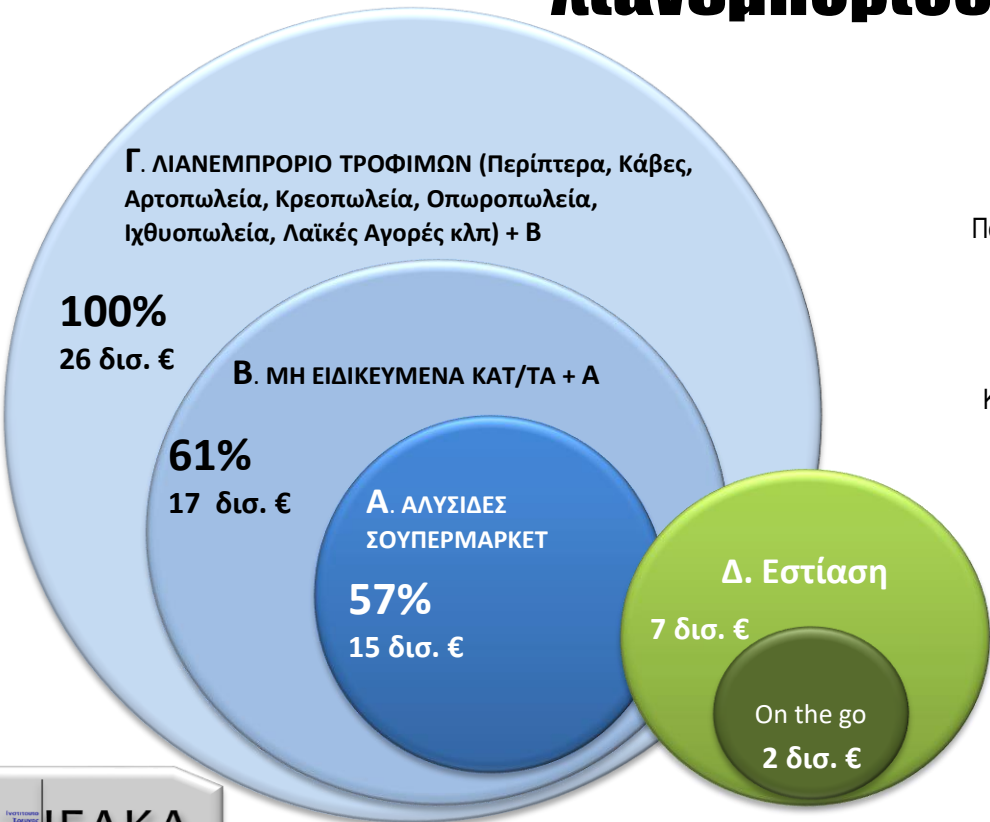 Γ. ΛΙΑΝΕΜΠΡΟΡΙΟ ΤΡΟΦΙΜΩΝ (Περίπτερα, Κάβες,
Αρτοπωλεία, Κρεοπωλεία, Οπωροπωλεία,
Ιχθυοπωλεία, Λαϊκές Αγορές κλπ) + Β
100%
26 δισ. €
Β. ΜΗ ΕΙΔΙΚΕΥΜΕΝΑ ΚΑΤ/ΤΑ + Α
61%
17 δισ. €
Α. ΑΛΥΣΙΔΕΣ
ΣΟΥΠΕΡΜΑΡΚΕΤ
57%
15 δισ. €
Δ. Εστίαση
7 δισ. €
On the go
2 δισ. €